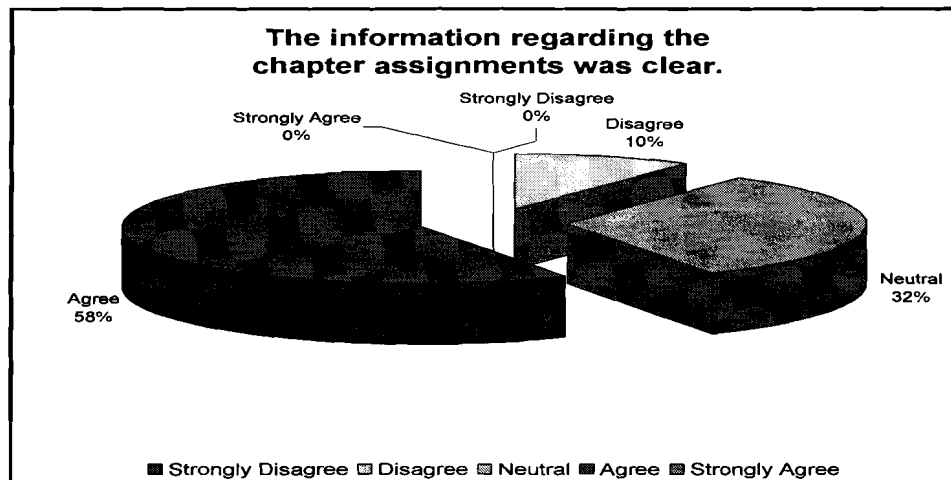 The information regarding the
chapter assignments was clear.
Strongly Disagree
0%
Strongly Agree
0%
Disagree
10%
Neutral
32%
Agree
58%
Strongly Disagree Disagree Neutral Agree Strongly Agree